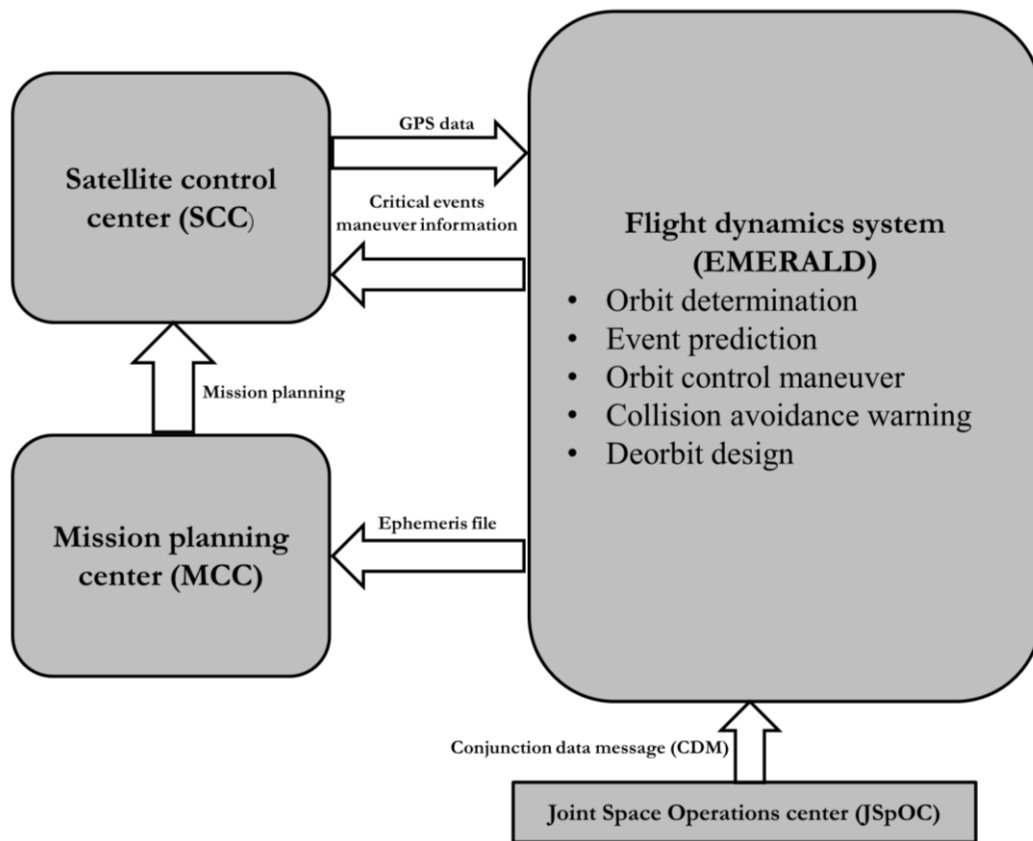 GPS data
Satellite control
center (SCC)
Critical events
maneuver information
Flight dynamics system
(EMERALD)
• Orbit determination
• Event prediction
• Orbit control maneuver
• Collision avoidance warning
• Deorbit design
Mission planning
Mission planning
center (MCC)
Ephemeris file
Conjunction data message (CDM)
Joint Space Operations center (JSpOC)